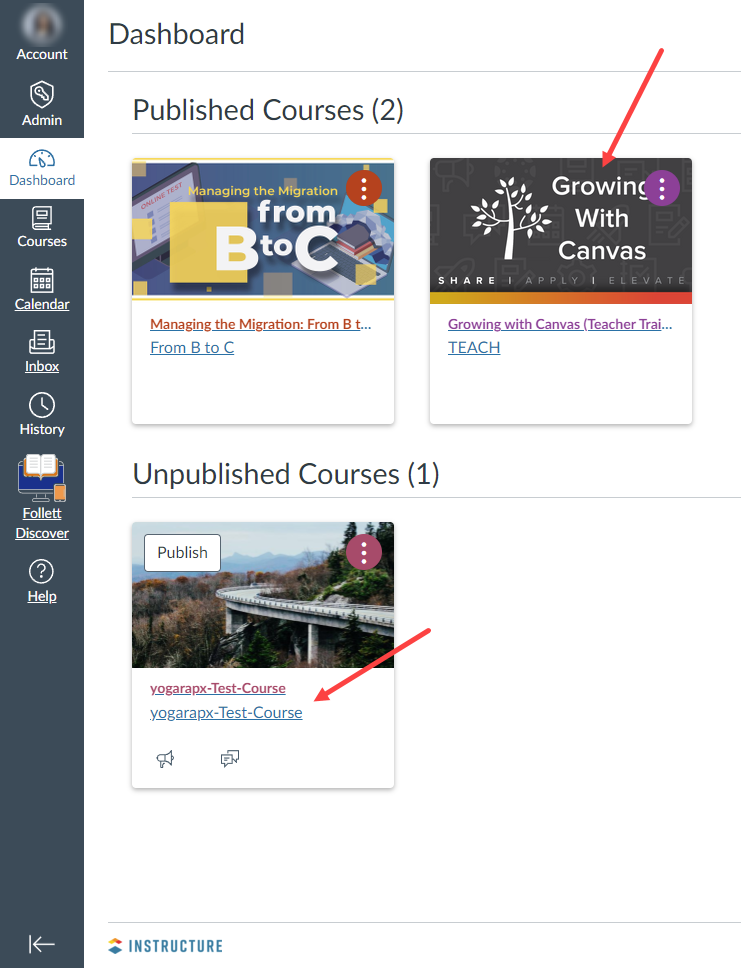 Account
Admin
Dashboard
Courses
Calendar
Inbox
History
Follett
Discover
Help
Dashboard
Published Courses (2)
ONLINE TEST
Managing the Migration
from
B to C
Managing the Migration: From B t...
From B to C
Growing
With
Canvas
SHARE | APPLY | ELEVATE
Growing with Canvas (Teacher Trai...
TEACH
Unpublished Courses (1)
Publish
yogarapx-Test-Course
yogarapx-Test-Course
INSTRUCTURE